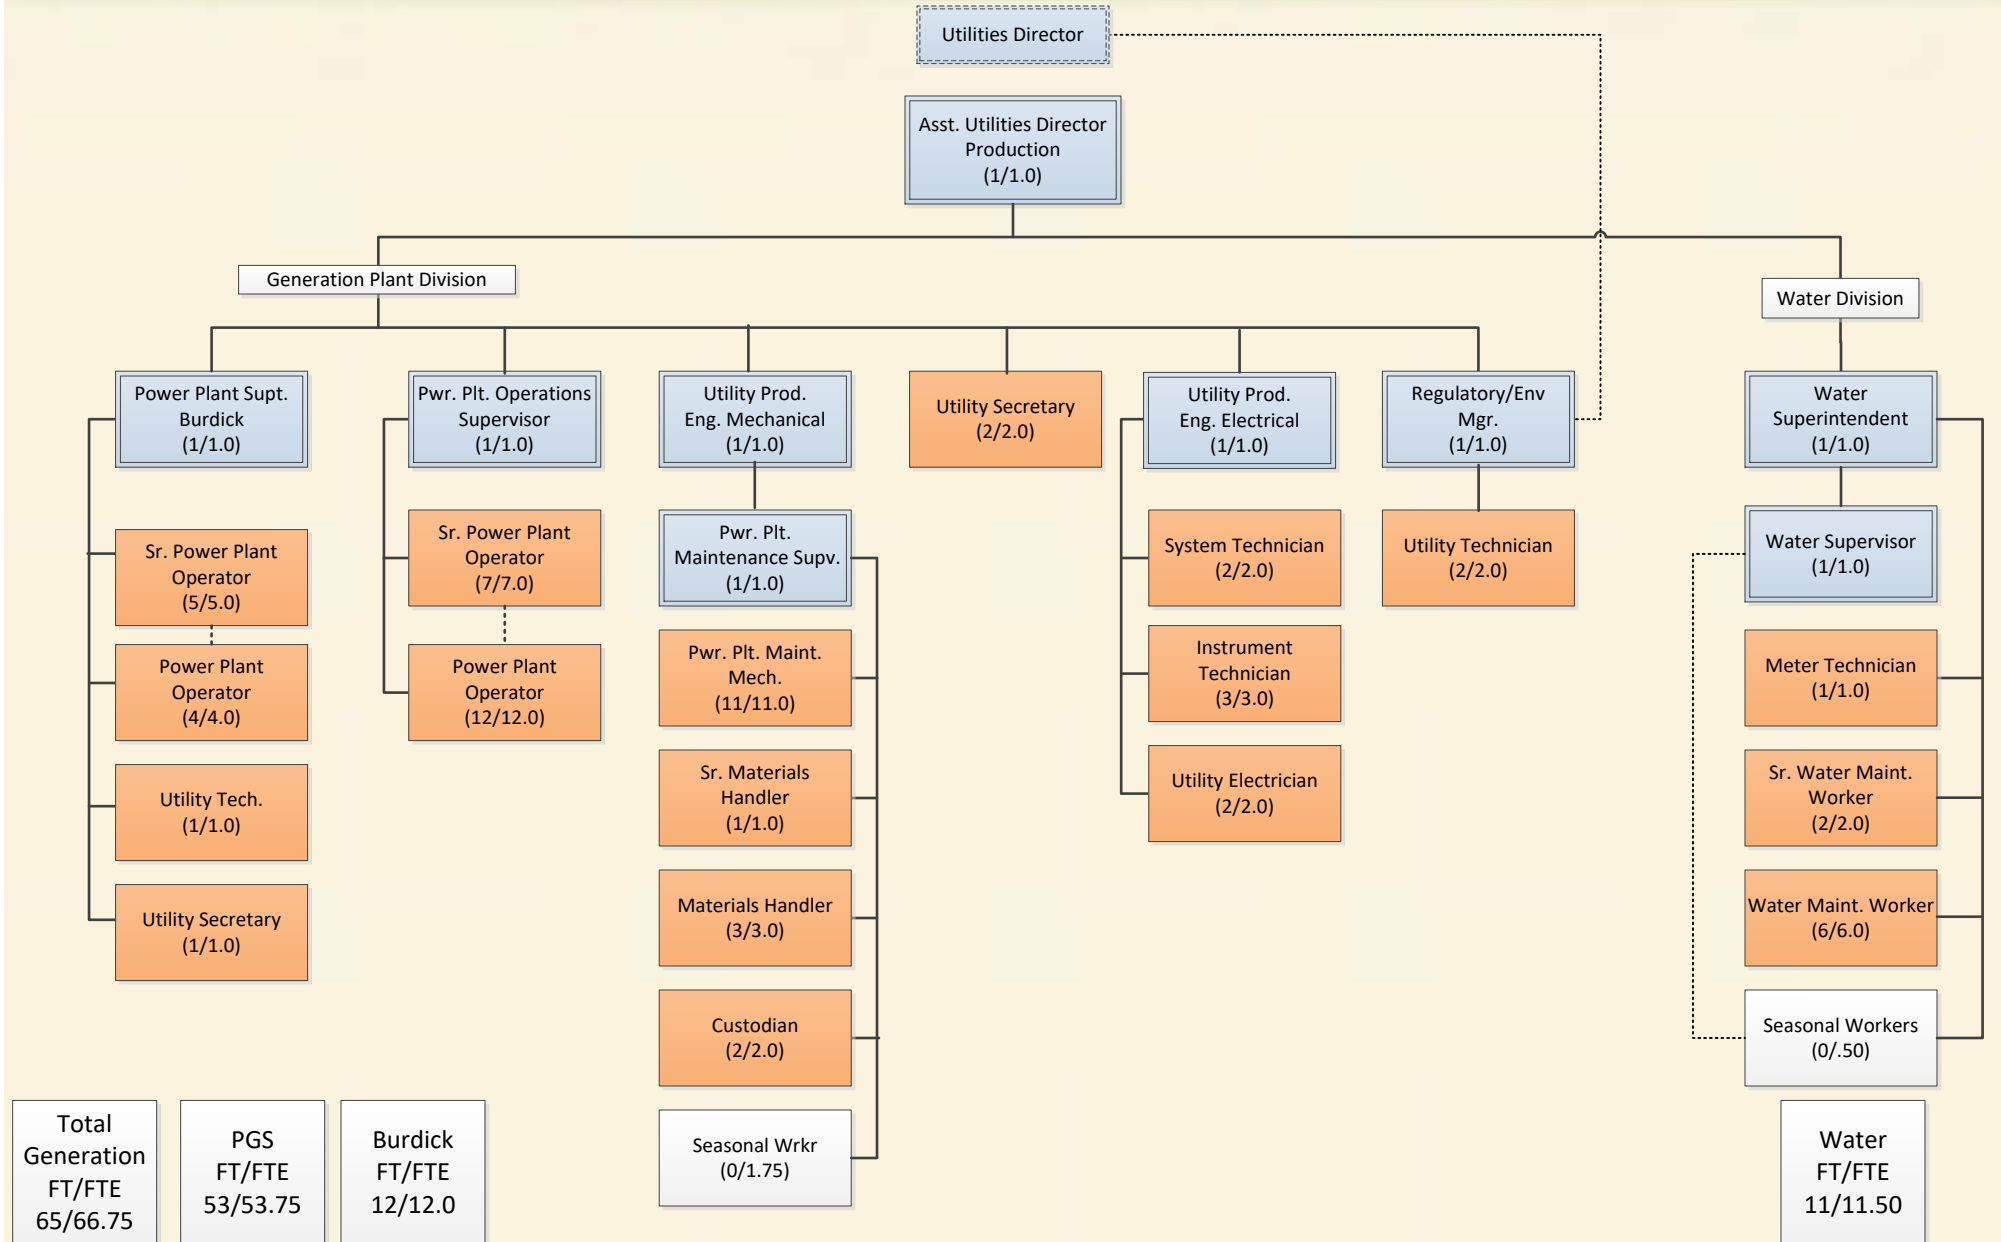 Utilities Director
Asst. Utilities Director
Production
(1/1.0)
Generation Plant Division
Water Division
Power Plant Supt.
Burdick
(1/1.0)
Pwr. Plt. Operations
Supervisor
(1/1.0)
Utility Prod.
Eng. Mechanical
(1/1.0)
Utility Secretary
(2/2.0)
Utility Prod.
Eng. Electrical
(1/1.0)
Regulatory/Env
Mgr.
(1/1.0)
Water
Superintendent
(1/1.0)
Sr. Power Plant
Operator
(5/5.0)
Sr. Power Plant
Operator
(7/7.0)
Pwr. Plt.
Maintenance Supv.
(1/1.0)
System Technician
(2/2.0)
Utility Technician
(2/2.0)
Water Supervisor
(1/1.0)
Power Plant
Operator
(4/4.0)
Power Plant
Operator
(12/12.0)
Pwr. Plt. Maint.
Mech.
(11/11.0)
Instrument
Technician
(3/3.0)
Meter Technician
(1/1.0)
Utility Tech.
(1/1.0)
Sr. Materials
Handler
(1/1.0)
Utility Electrician
(2/2.0)
Sr. Water Maint.
Worker
(2/2.0)
Utility Secretary
(1/1.0)
Materials Handler
(3/3.0)
Water Maint. Worker
(6/6.0)
Custodian
(2/2.0)
Seasonal Workers
(0/.50)
Seasonal Wrkr
(0/1.75)
Total
Generation
FT/FTE
65/66.75
PGS
FT/FTE
53/53.75
Burdick
FT/FTE
12/12.0
Water
FT/FTE
11/11.50